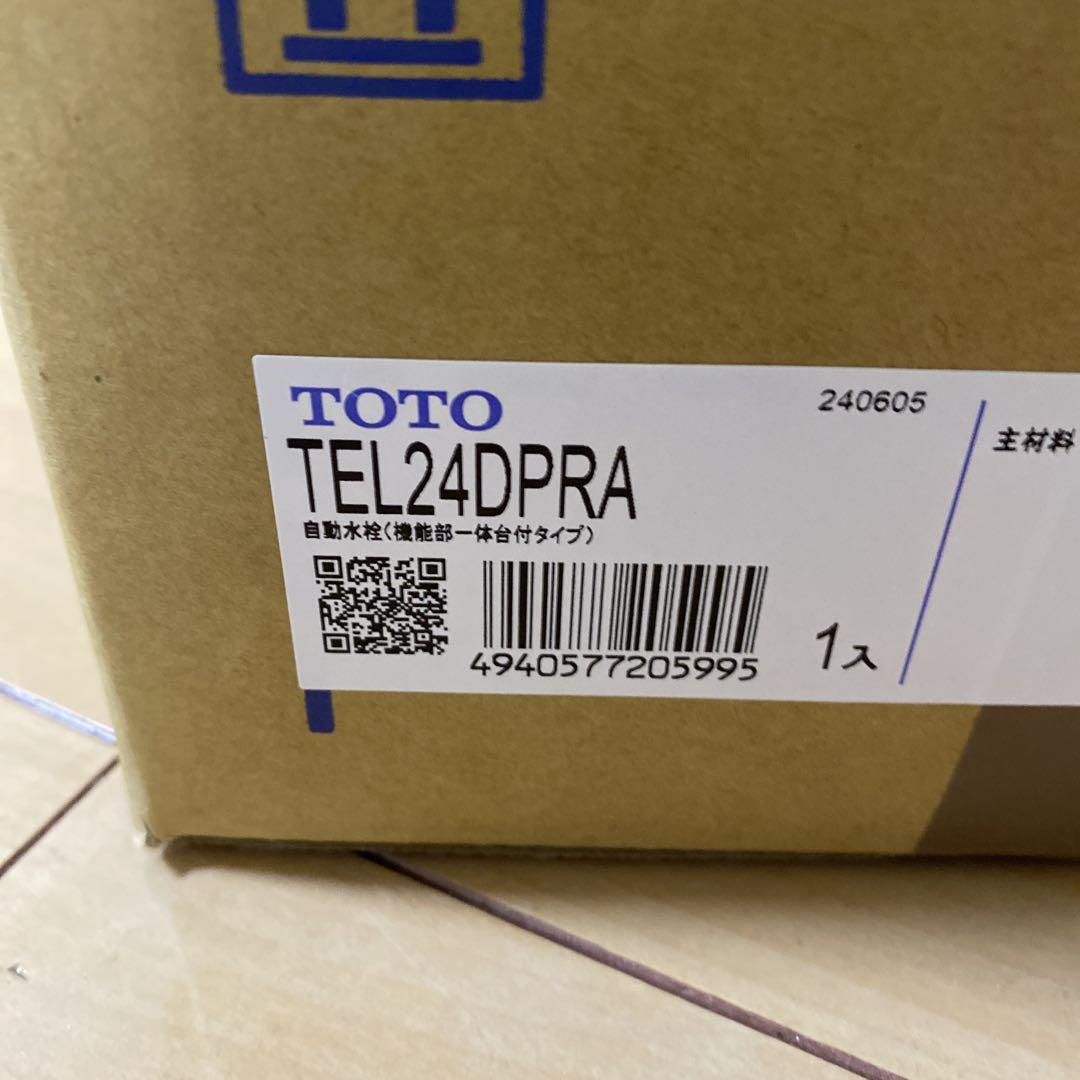 TOTO
240605
TEL24DPRA
自動水栓(機能部一体台付タイプ)
4940577205995
1入
主材料